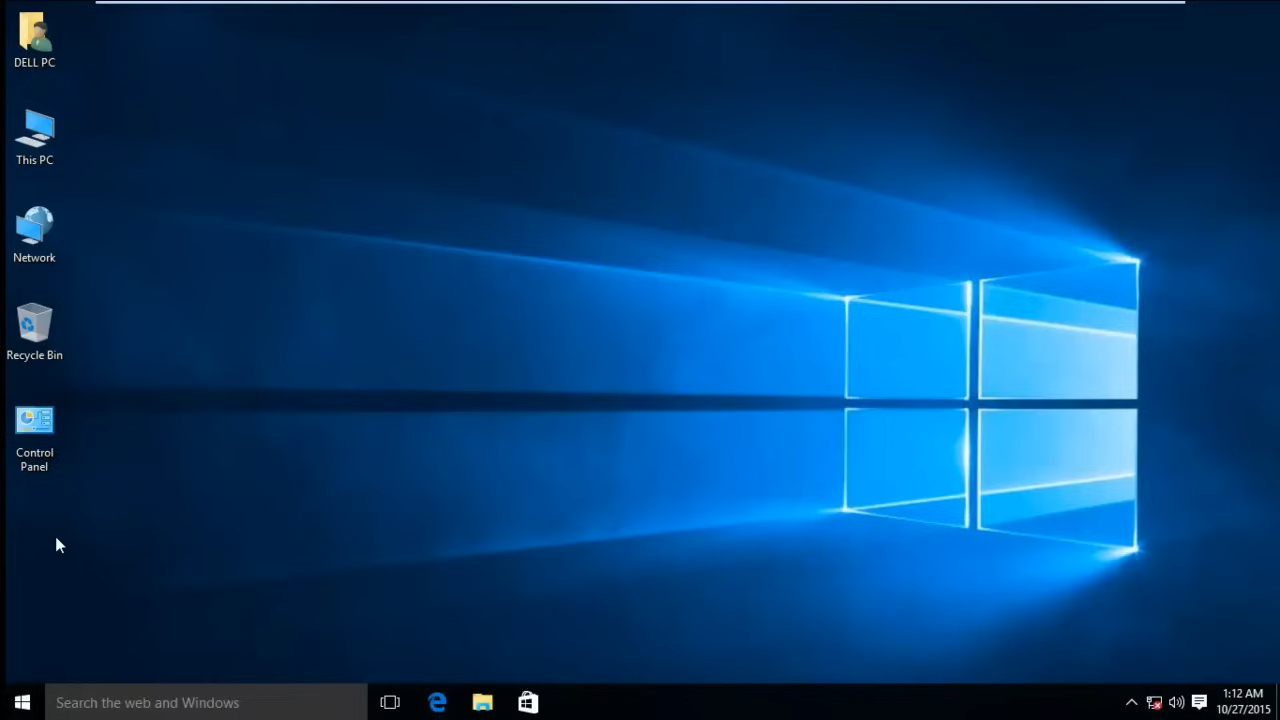 DELL PC
This PC
Network
Recycle Bin
Control
Panel
Search the web and Windows
1:12 AM
10/27/2015